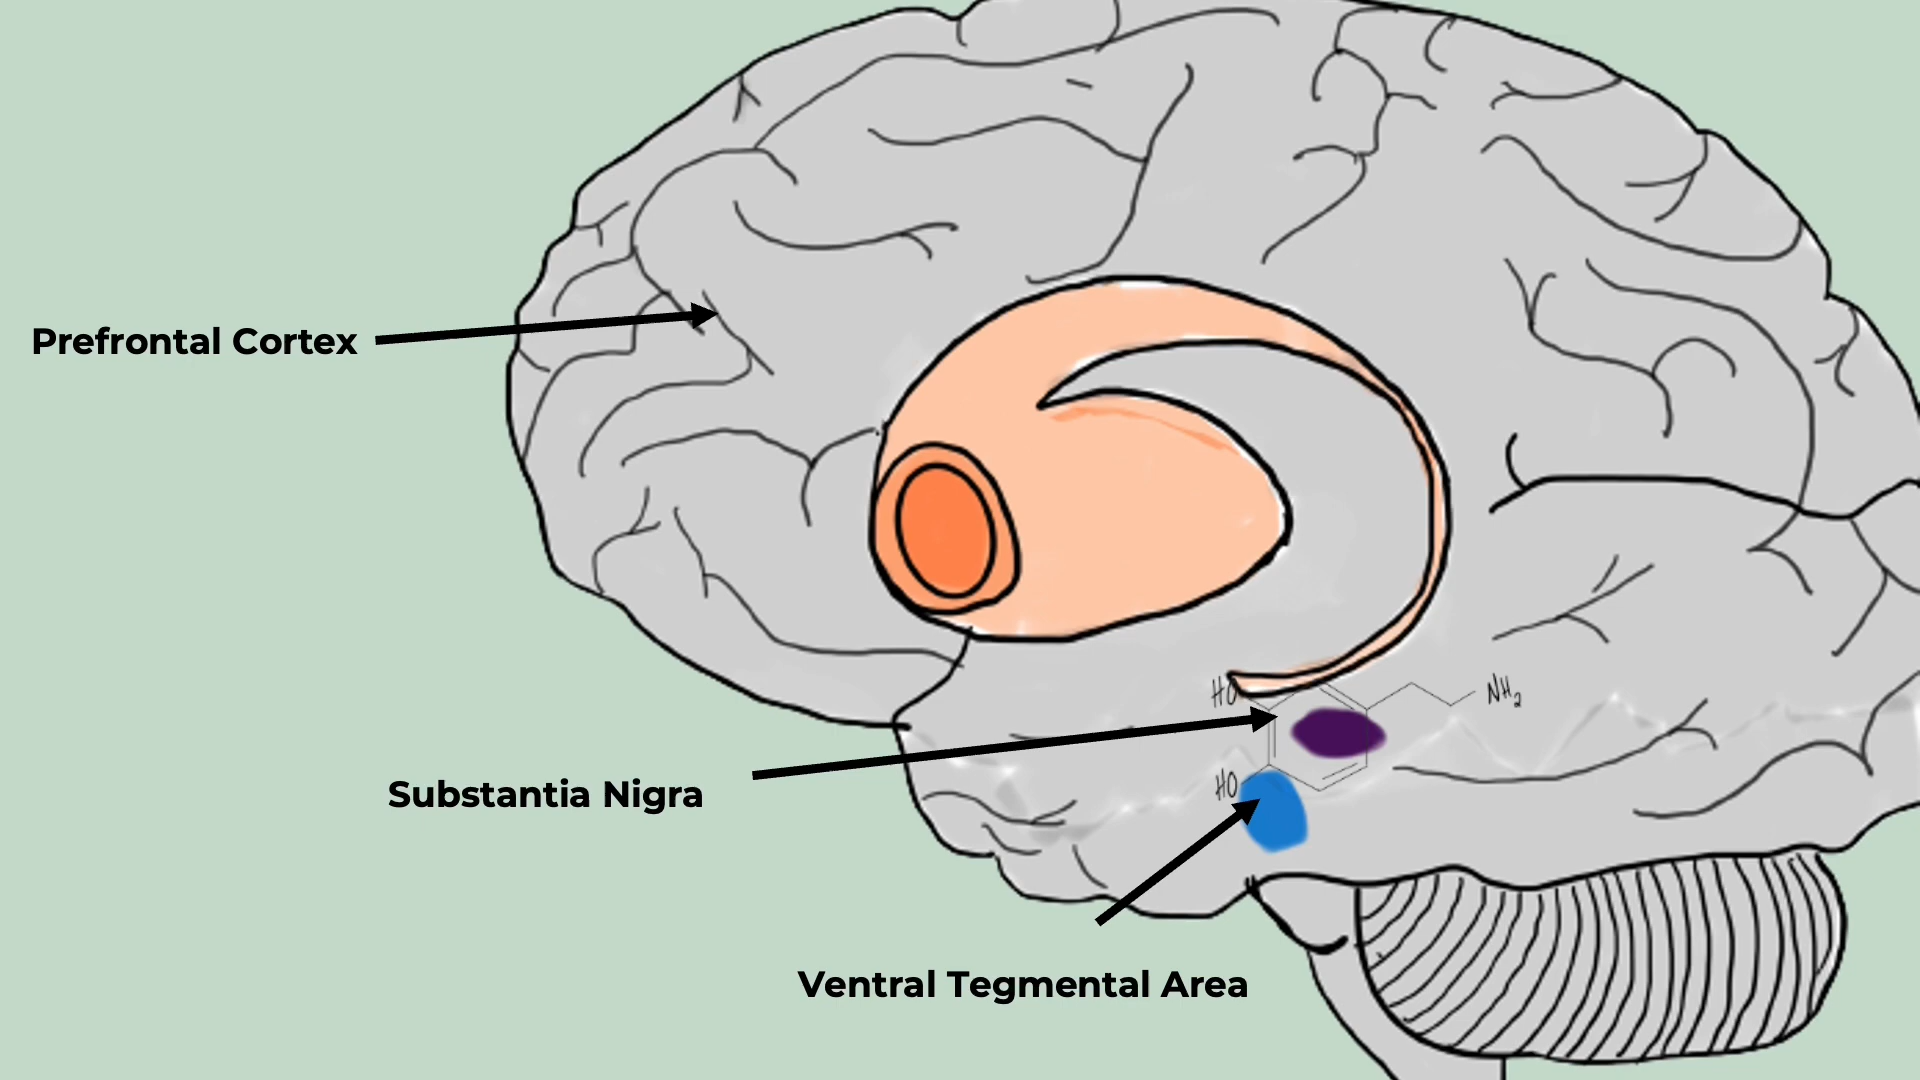 Prefrontal Cortex
HO
NH₂
Substantia Nigra
HO
Ventral Tegmental Area